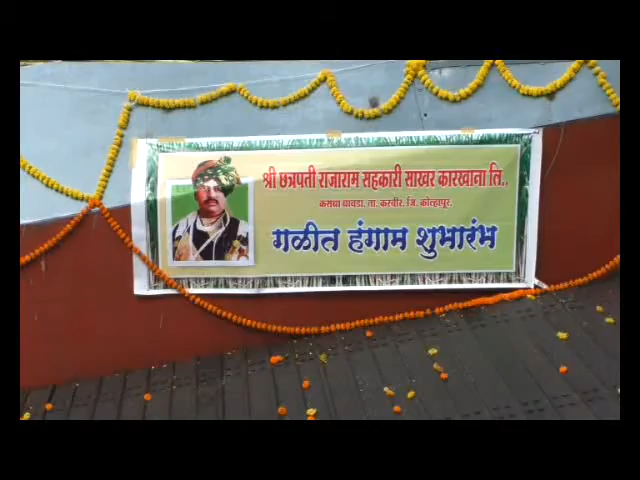 श्री छत्रपती राजाराम सहकारी साखर कारखाना लि.,
कसबा बावडा, ता. करवीर, जि. कोल्हापूर.
गळीत हंगाम शुभारंभ